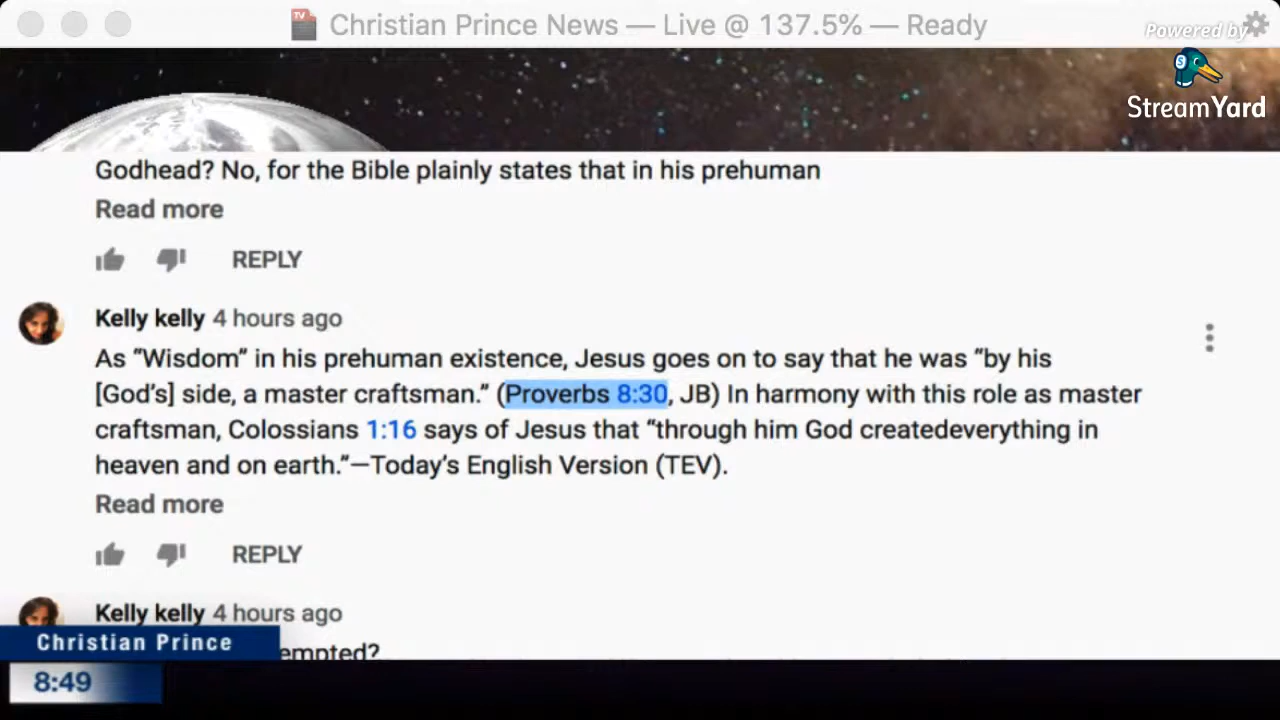 Christian Prince News — Live @ 137.5% — Ready
Powered by
StreamYard
Godhead? No, for the Bible plainly states that in his prehuman
Read more
REPLY
Kelly kelly 4 hours ago
As “Wisdom” in his prehuman existence, Jesus goes on to say that he was “by his
[God’s] side, a master craftsman.” (Proverbs 8:30, JB) In harmony with this role as master
craftsman, Colossians 1:16 says of Jesus that “through him God createdeverything in
heaven and on earth.”—Today’s English Version (TEV).
Read more
REPLY
Kelly kelly 4 hours ago
empted?
Christian Prince
8:49